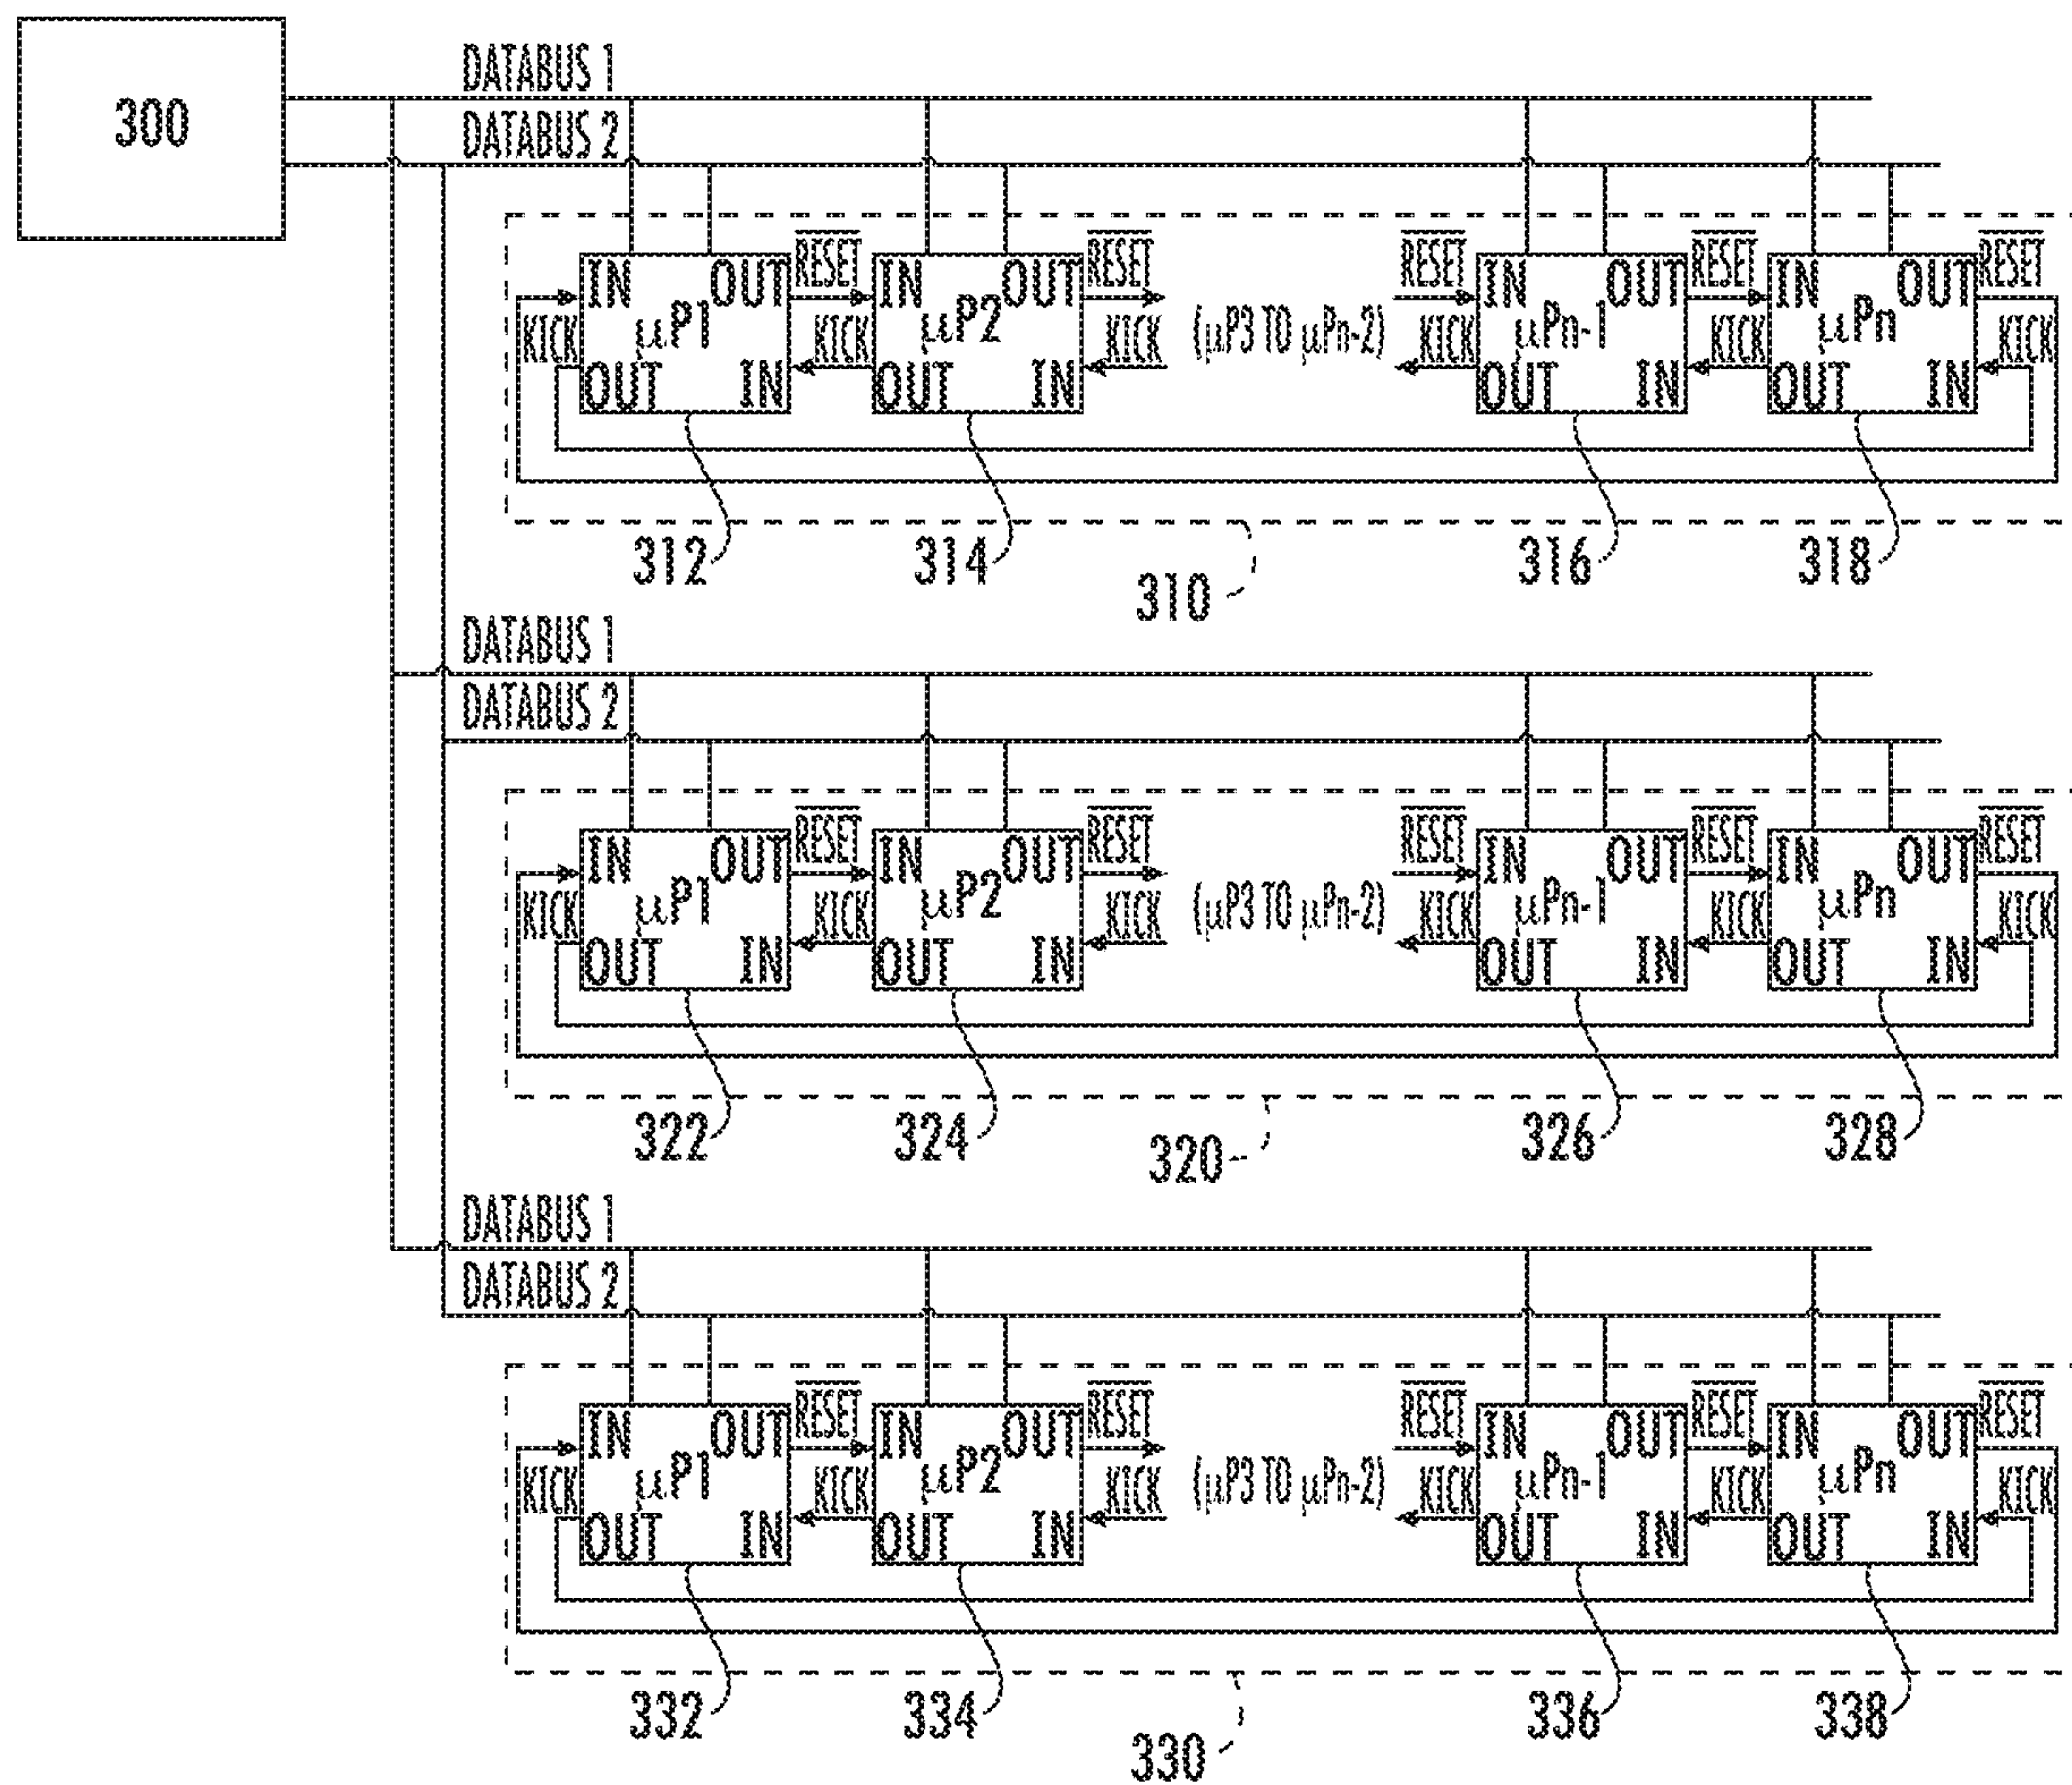 300
DATABUS 1
DATABUS 2
RESET RESET RESET RESET RESET
IN OUT IN OUT IN OUT IN OUT
µP1 µP2 (µP3 TO µPn-2) µPn-1 µPn
KICK KICK KICK KICK KICK KICK
OUT IN OUT IN OUT IN OUT IN
312 314 316 318
310
DATABUS 1
DATABUS 2
RESET RESET RESET RESET RESET
IN OUT IN OUT IN OUT IN OUT
µP1 µP2 (µP3 TO µPn-2) µPn-1 µPn
KICK KICK KICK KICK KICK KICK
OUT IN OUT IN OUT IN OUT IN
322 324 326 328
320
DATABUS 1
DATABUS 2
RESET RESET RESET RESET RESET
IN OUT IN OUT IN OUT IN OUT
µP1 µP2 (µP3 TO µPn-2) µPn-1 µPn
KICK KICK KICK KICK KICK KICK
OUT IN OUT IN OUT IN OUT IN
332 334 336 338
330